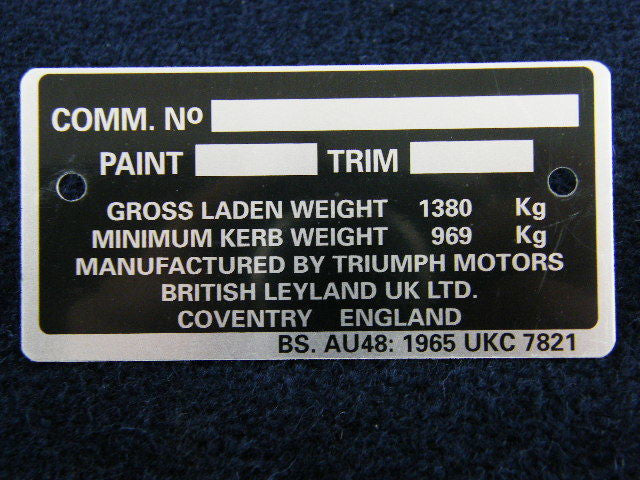 COMM. Nº
PAINT TRIM
GROSS LADEN WEIGHT 1380 Kg
MINIMUM KERB WEIGHT 969 Kg
MANUFACTURED BY TRIUMPH MOTORS
BRITISH LEYLAND UK LTD.
COVENTRY ENGLAND
BS. AU48: 1965 UKC 7821